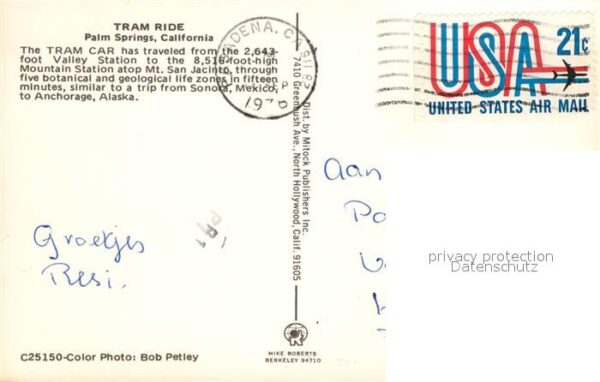 TRAM RIDE
Palm Springs, California
The TRAM CAR has traveled from the 2,643-
foot Valley Station to the 8,516-foot-high
Mountain Station atop Mt. San Jacinto, through
five botanical and geological life zones in fifteen
minutes, similar to a trip from Sonora, Mexico,
to Anchorage, Alaska.
Groetjes
Resi.
C25150-Color Photo: Bob Petley
Dist. by Mitock Publishers Inc.
7410 Greenbush Ave., North Hollywood, Calif. 91605
MIKE ROBERTS
BERKELEY 94710
USA 21c
UNITED STATES AIR MAIL
Aan
privacy protection
Datenschutz